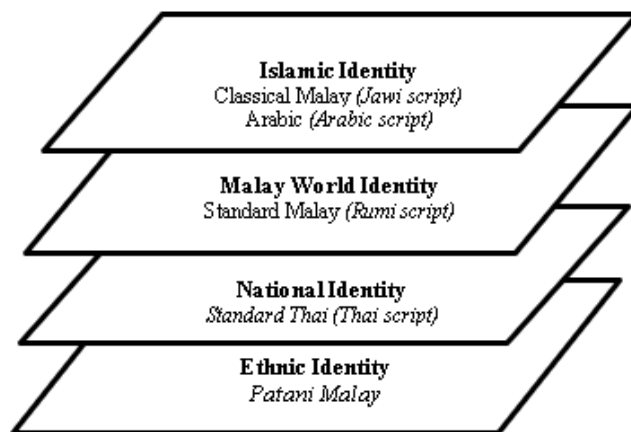 Islamic Identity
Classical Malay (Jawi script)
Arabic (Arabic script)
Malay World Identity
Standard Malay (Rumi script)
National Identity
Standard Thai (Thai script)
Ethnic Identity
Patani Malay